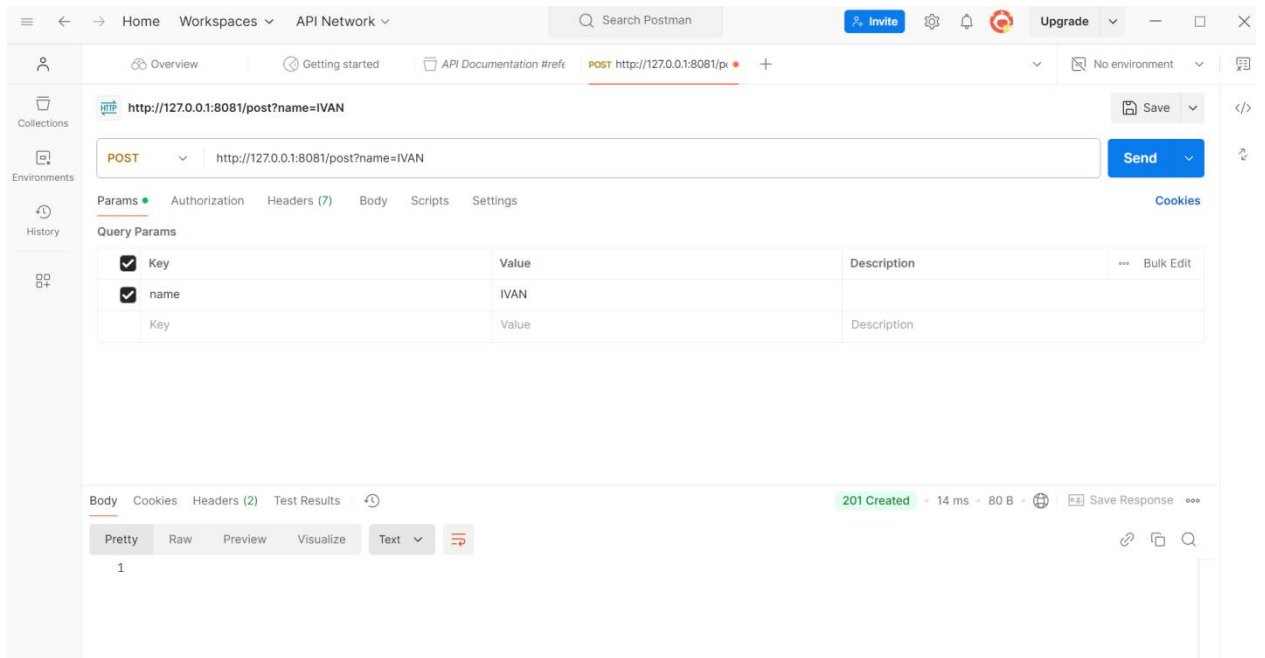 Home Workspaces API Network Search Postman Invite Upgrade
Overview Getting started API Documentation #refe POST http://127.0.0.1:8081/p No environment
HTTP http://127.0.0.1:8081/post?name=IVAN Save
Collections
POST http://127.0.0.1:8081/post?name=IVAN Send
Environments
Params Authorization Headers (7) Body Scripts Settings Cookies
History
Query Params
Key Value Description Bulk Edit
name IVAN
Key Value Description
Body Cookies Headers (2) Test Results 201 Created 14 ms 80 B e.g. Save Response
Pretty Raw Preview Visualize Text
1